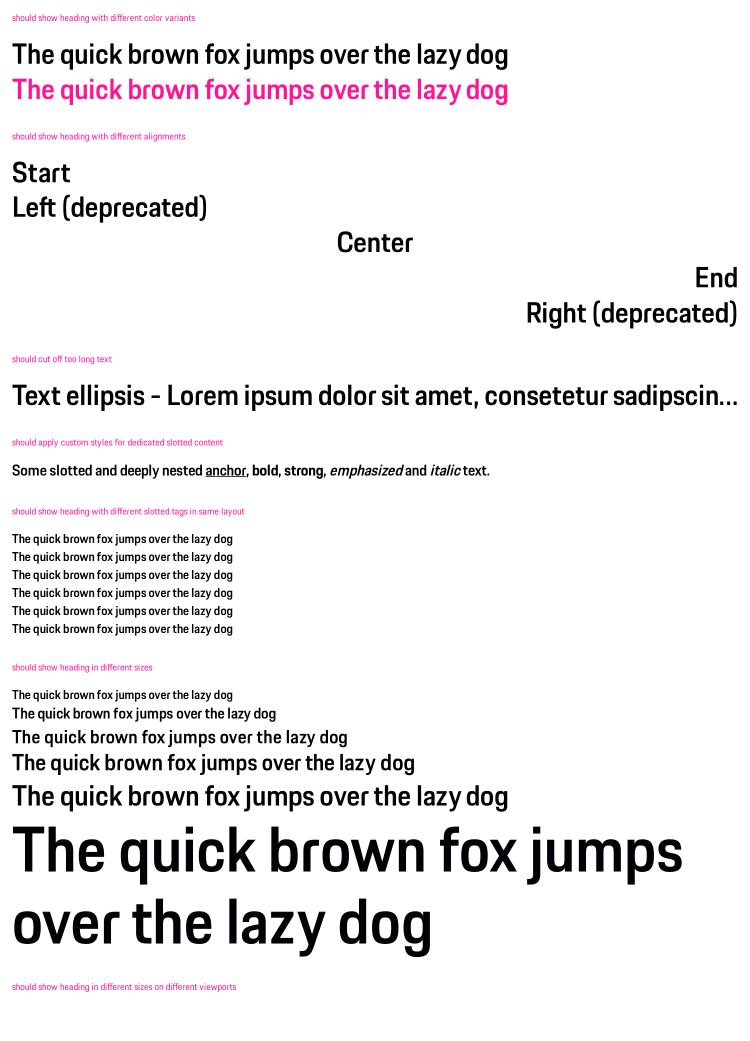 should show heading with different color variants
The quick brown fox jumps over the lazy dog
The quick brown fox jumps over the lazy dog
should show heading with different alignments
Start
Left (deprecated)
Center
End
Right (deprecated)
should cut off too long text
Text ellipsis - Lorem ipsum dolor sit amet, consetetur sadipscin...
should apply custom styles for dedicated slotted content
Some slotted and deeply nested anchor, bold, strong, emphasized and italic text.
should show heading with different slotted tags in same layout
The quick brown fox jumps over the lazy dog
The quick brown fox jumps over the lazy dog
The quick brown fox jumps over the lazy dog
The quick brown fox jumps over the lazy dog
The quick brown fox jumps over the lazy dog
The quick brown fox jumps over the lazy dog
should show heading in different sizes
The quick brown fox jumps over the lazy dog
The quick brown fox jumps over the lazy dog
The quick brown fox jumps over the lazy dog
The quick brown fox jumps over the lazy dog
The quick brown fox jumps over the lazy dog
The quick brown fox jumps
over the lazy dog
should show heading in different sizes on different viewports